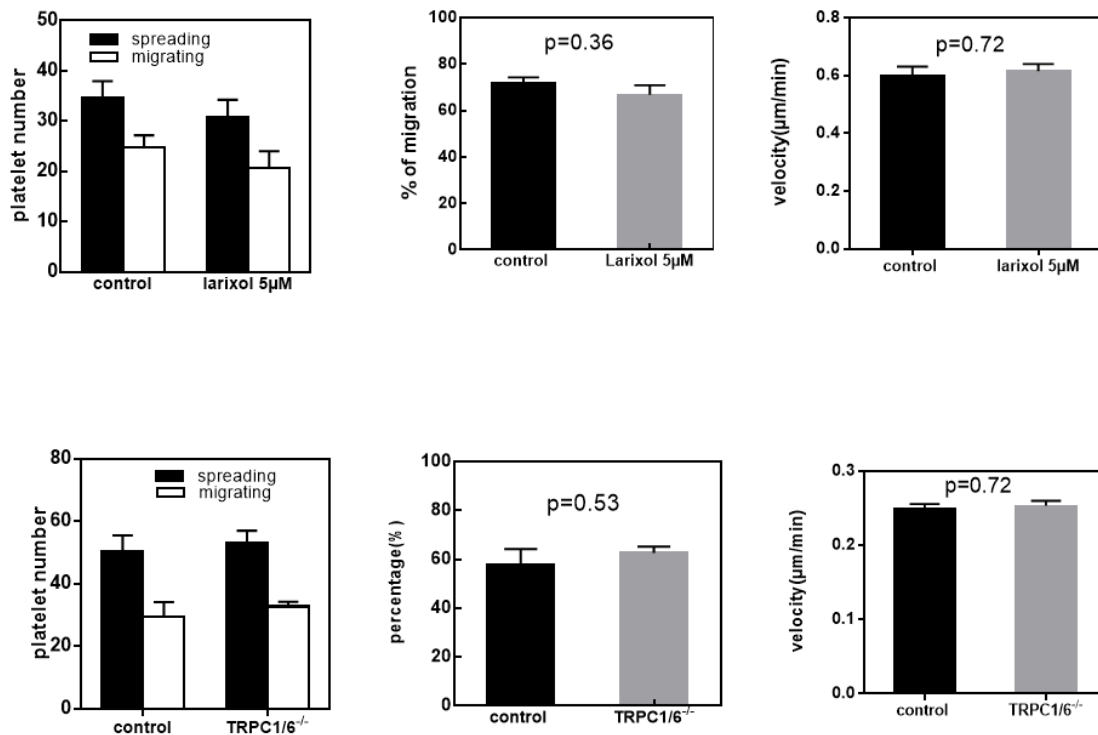 50
40
30
20
10
0
platelet number
spreading
migrating
control
larixol 5µM
100
80
60
40
20
0
% of migration
p=0.36
control
Larixol 5µM
0.8
0.6
0.4
0.2
0.0
velocity(µm/min)
p=0.72
control
larixol 5µM
80
60
40
20
0
platelet number
spreading
migrating
control
TRPC1/6⁻/⁻
100
80
60
40
20
0
percentage(%)
p=0.53
control
TRPC1/6⁻/⁻
0.3
0.2
0.1
0.0
velocity(µm/min)
p=0.72
control
TRPC1/6⁻/⁻